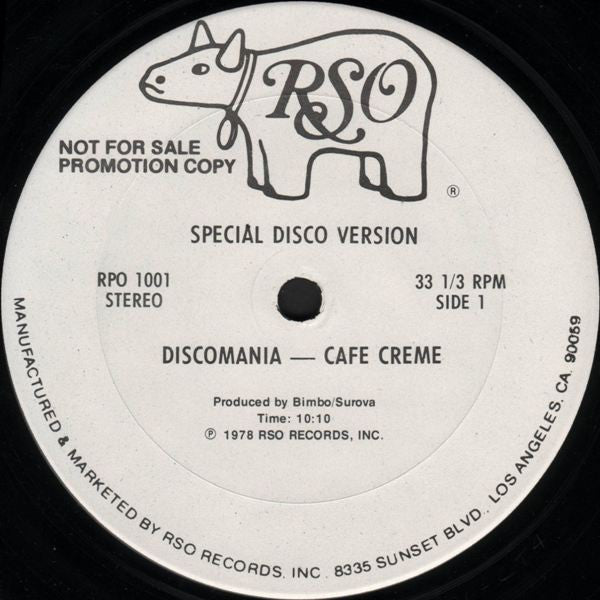 RSO
NOT FOR SALE
PROMOTION COPY
®
SPECIAL DISCO VERSION
RPO 1001
STEREO
33 1/3 RPM
SIDE 1
DISCOMANIA — CAFE CREME
Produced by Bimbo/Surova
Time: 10:10
℗ 1978 RSO RECORDS, INC.
MANUFACTURED & MARKETED BY RSO RECORDS, INC. 8335 SUNSET BLVD., LOS ANGELES, CA. 90059